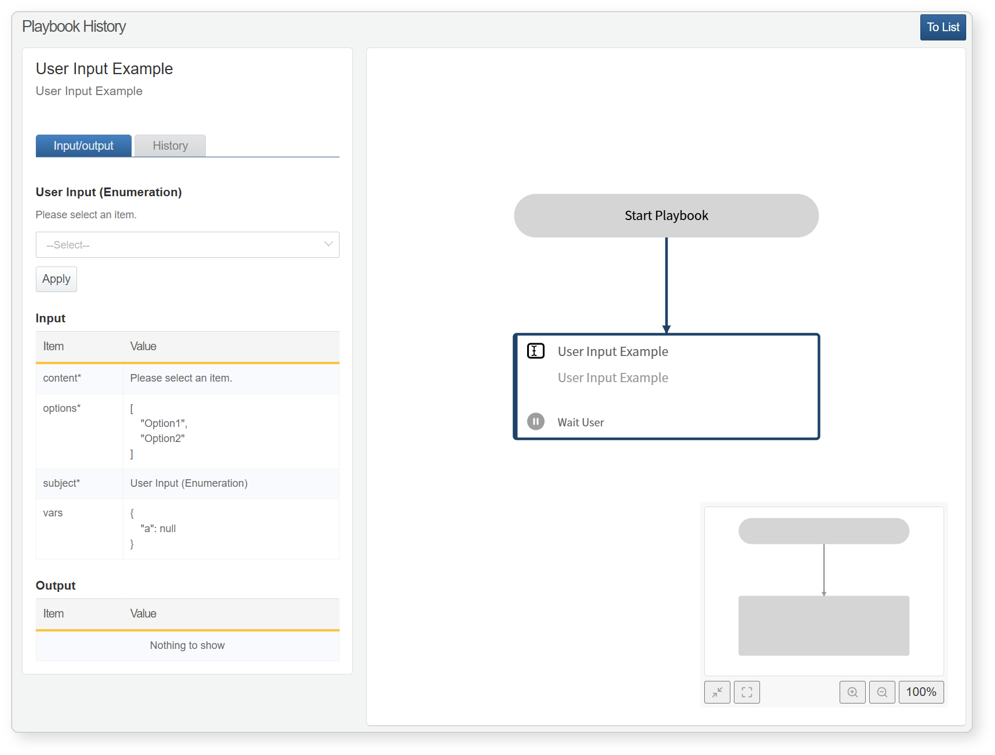 Playbook History
To List
User Input Example
User Input Example
Input/output
History
User Input (Enumeration)
Please select an item.
--Select--
Apply
Input
Item Value
content* Please select an item.
options* [
"Option1",
"Option2"
]
subject* User Input (Enumeration)
vars {
"a": null
}
Output
Item Value
Nothing to show
Start Playbook
User Input Example
User Input Example
Wait User
100%